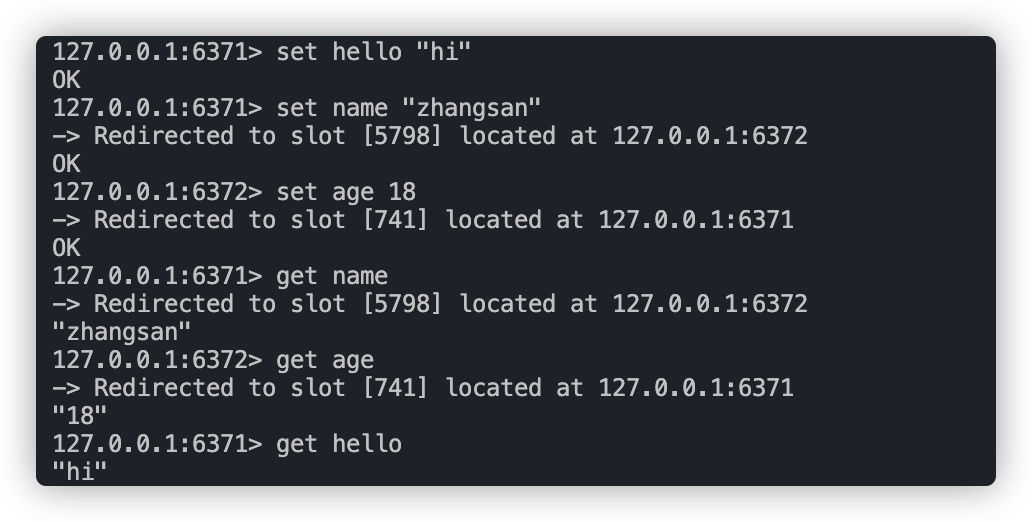 127.0.0.1:6371> set hello "hi"
OK
127.0.0.1:6371> set name "zhangsan"
-> Redirected to slot [5798] located at 127.0.0.1:6372
OK
127.0.0.1:6372> set age 18
-> Redirected to slot [741] located at 127.0.0.1:6371
OK
127.0.0.1:6371> get name
-> Redirected to slot [5798] located at 127.0.0.1:6372
"zhangsan"
127.0.0.1:6372> get age
-> Redirected to slot [741] located at 127.0.0.1:6371
"18"
127.0.0.1:6371> get hello
"hi"